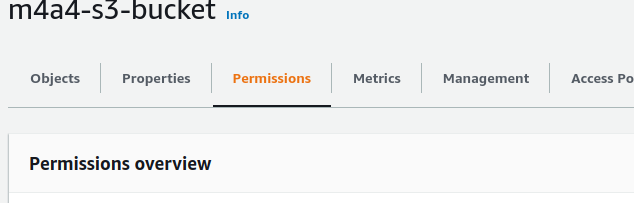 m4a4-s3-bucket Info
Objects Properties Permissions Metrics Management Access Po
Permissions overview